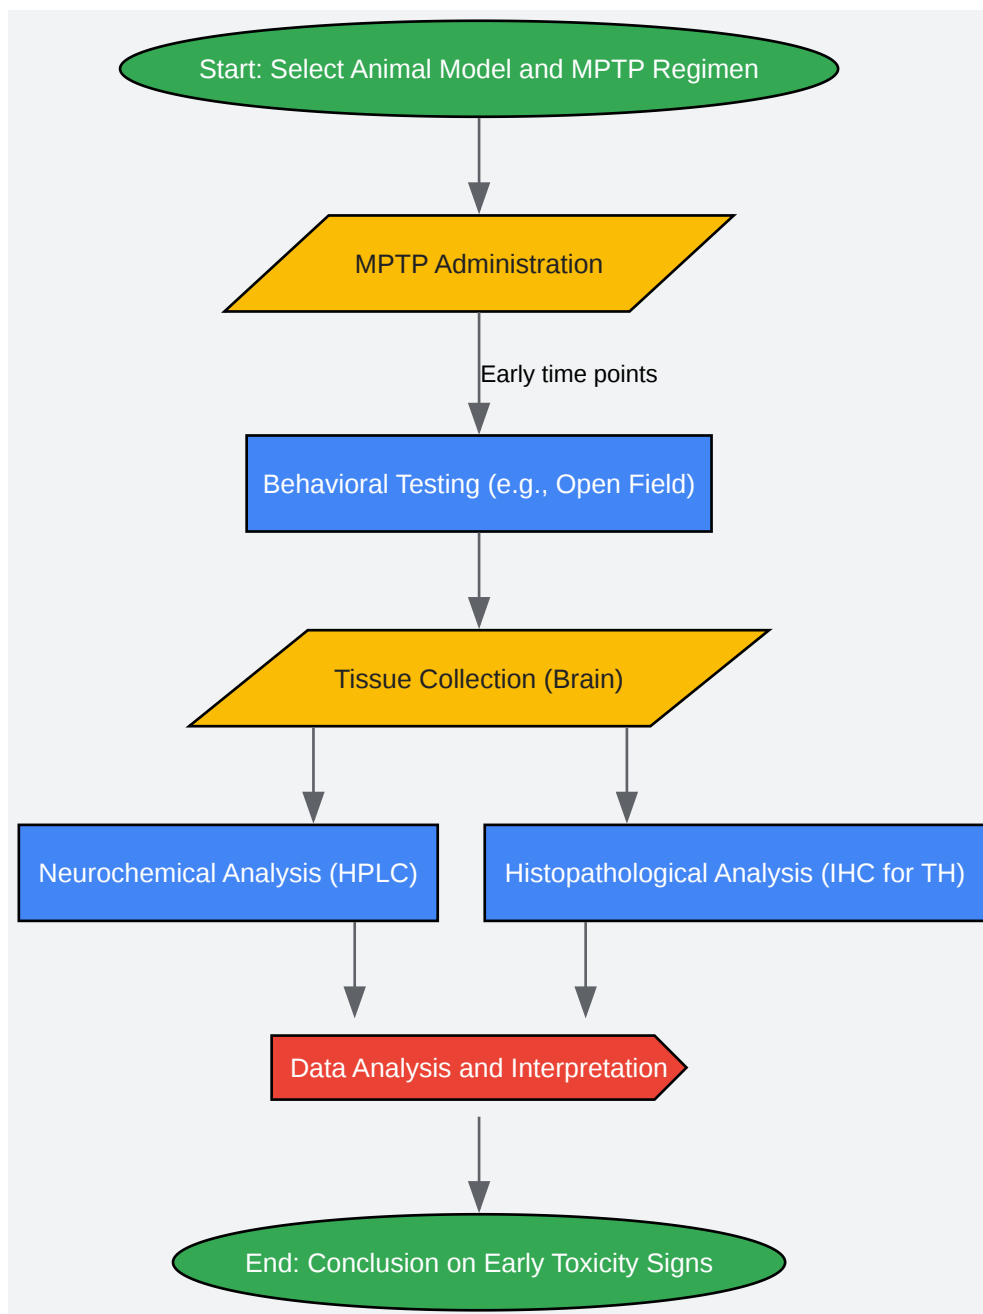 Start: Select Animal Model and MPTP Regimen
MPTP Administration
Early time points
Behavioral Testing (e.g., Open Field)
Tissue Collection (Brain)
Neurochemical Analysis (HPLC)
Histopathological Analysis (IHC for TH)
Data Analysis and Interpretation
End: Conclusion on Early Toxicity Signs